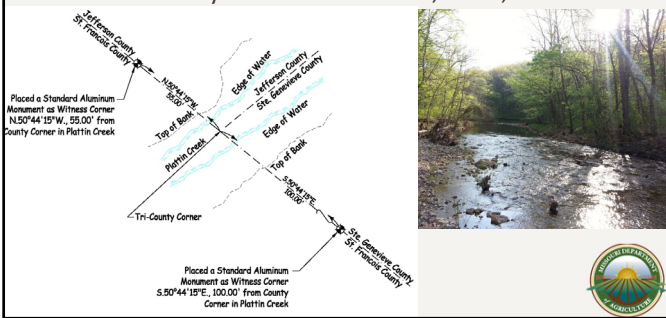 Jefferson County
St. Francois County
N.50°44'15"W.
55.00'
Edge of Water
Jefferson County
Ste. Genevieve County
Placed a Standard Aluminum
Monument as Witness Corner
N.50°44'15"W., 55.00' from
County Corner in Plattin Creek
Top of Bank
Edge of Water
Plattin Creek
Top of Bank
S.50°44'15"E.
100.00'
Tri-County Corner
Ste. Genevieve County
St. Francois County
Placed a Standard Aluminum
Monument as Witness Corner
S.50°44'15"E., 100.00' from County
Corner in Plattin Creek
MISSOURI DEPARTMENT
of AGRICULTURE